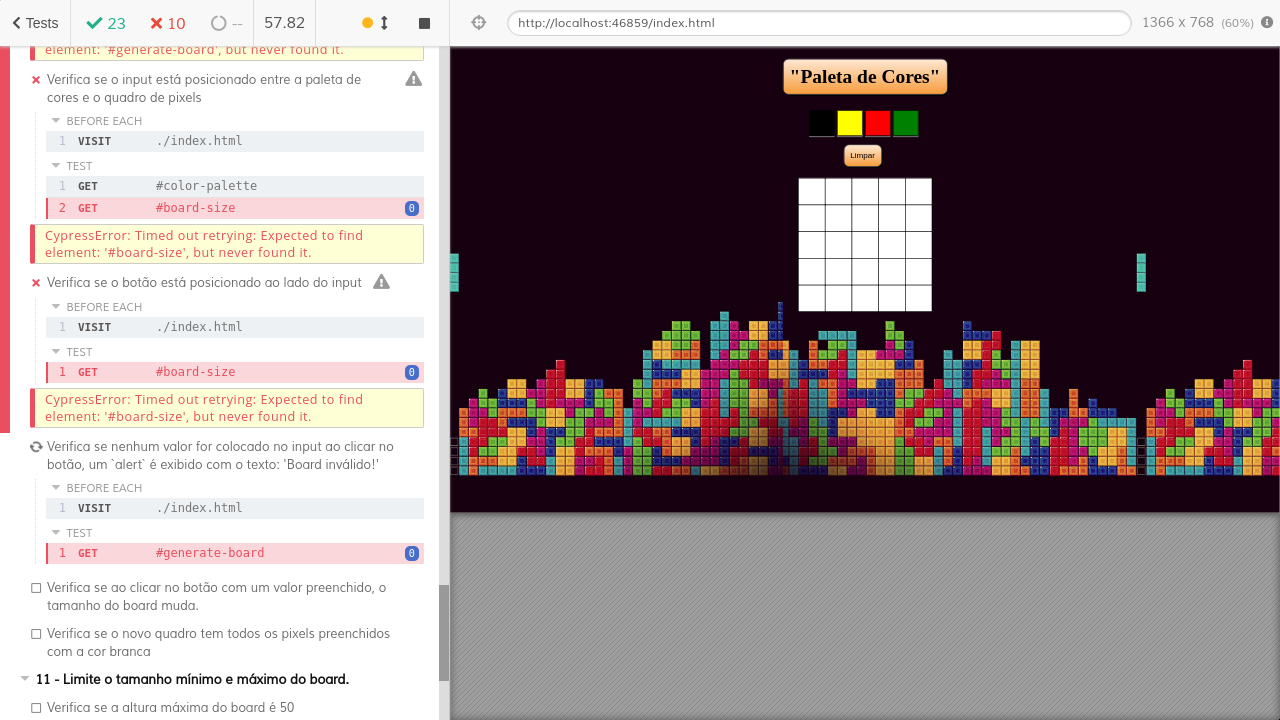 Tests 23 10 -- 57.82
http://localhost:46859/index.html 1366 x 768 (60%)
element: '#generate-board', but never found it.
Verifica se o input está posicionado entre a paleta de
cores e o quadro de pixels
BEFORE EACH
1 VISIT ./index.html
TEST
1 GET #color-palette
2 GET #board-size 0
CypressError: Timed out retrying: Expected to find
element: '#board-size', but never found it.
Verifica se o botão está posicionado ao lado do input
BEFORE EACH
1 VISIT ./index.html
TEST
1 GET #board-size 0
CypressError: Timed out retrying: Expected to find
element: '#board-size', but never found it.
Verifica se nenhum valor for colocado no input ao clicar no
botão, um `alert` é exibido com o texto: 'Board inválido!'
BEFORE EACH
1 VISIT ./index.html
TEST
1 GET #generate-board 0
Verifica se ao clicar no botão com um valor preenchido, o
tamanho do board muda.
Verifica se o novo quadro tem todos os pixels preenchidos
com a cor branca
11 - Limite o tamanho mínimo e máximo do board.
Verifica se a altura máxima do board é 50
"Paleta de Cores"
Limpar